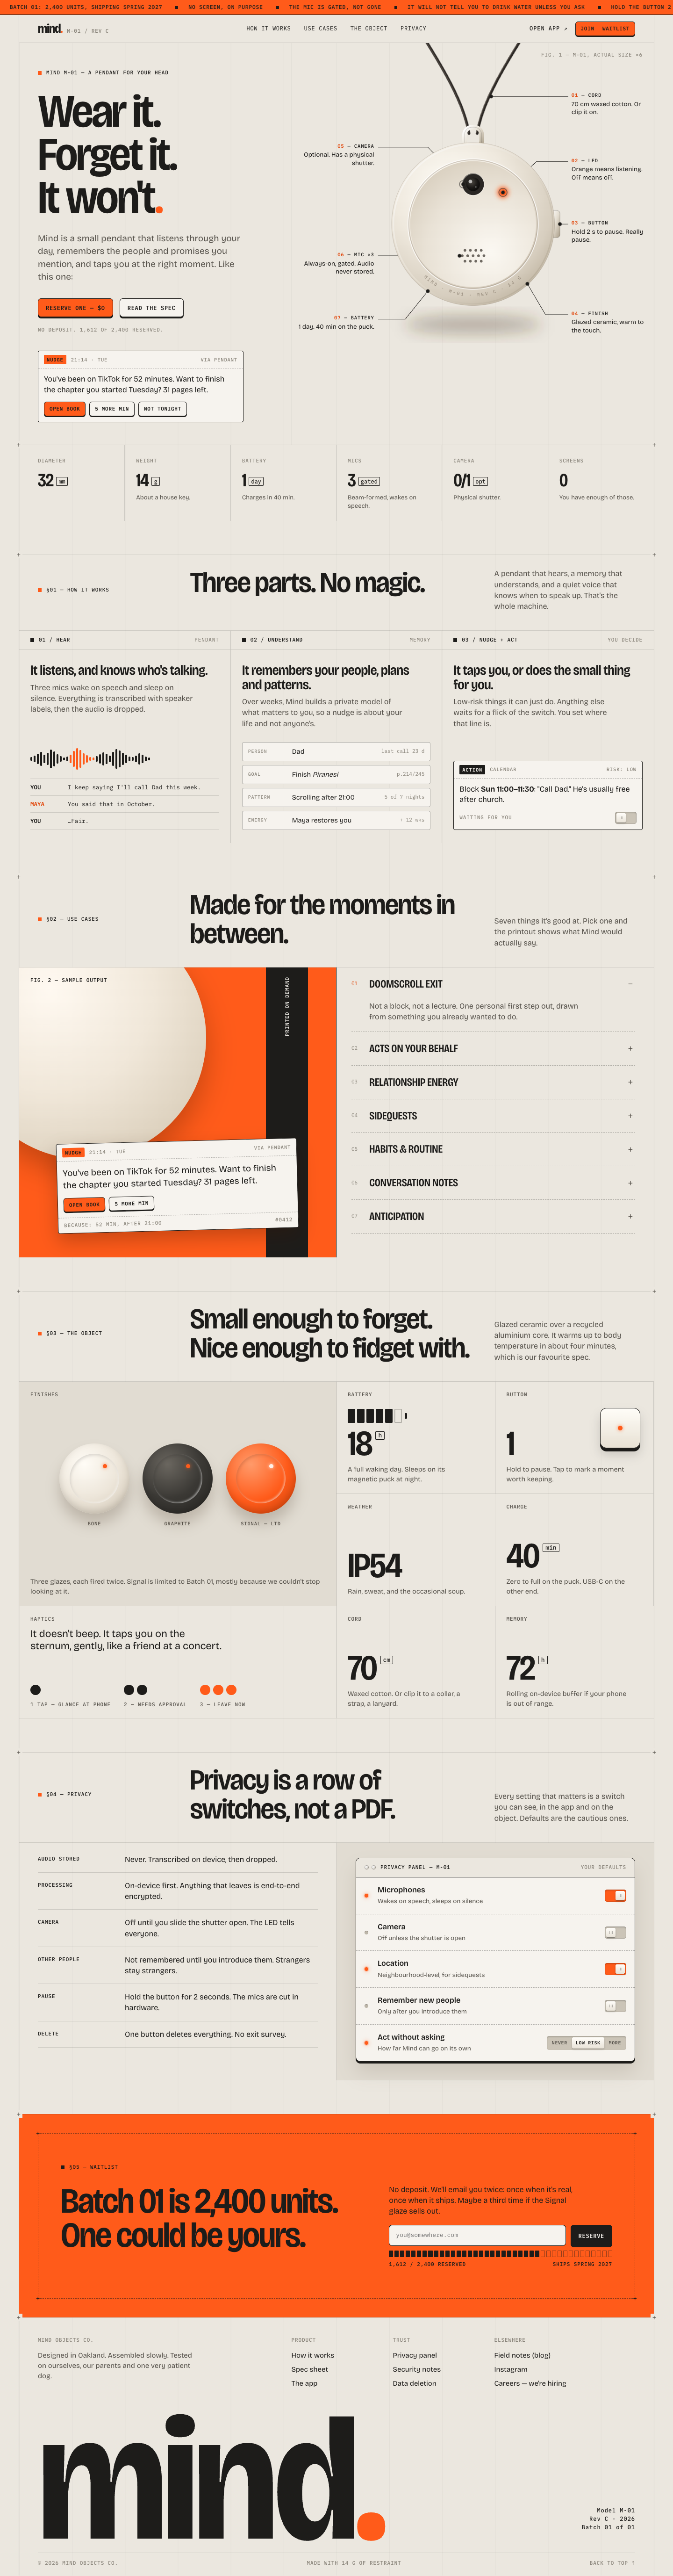 BATCH 01: 2,400 UNITS, SHIPPING SPRING 2027 ■ NO SCREEN, ON PURPOSE ■ THE MIC IS GATED, NOT GONE ■ IT WILL NOT TELL YOU TO DRINK WATER UNLESS YOU ASK ■ HOLD THE BUTTON 2
mind. M-01 / REV C
HOW IT WORKS USE CASES THE OBJECT PRIVACY
OPEN APP ↗ JOIN WAITLIST
MIND M-01 — A PENDANT FOR YOUR HEAD
Wear it.
Forget it.
It won't.
Mind is a small pendant that listens through your
day, remembers the people and promises you
mention, and taps you at the right moment. Like
this one:
RESERVE ONE — $0 READ THE SPEC
NO DEPOSIT. 1,612 OF 2,400 RESERVED.
NUDGE 21:14 · TUE VIA PENDANT
You've been on TikTok for 52 minutes. Want to finish
the chapter you started Tuesday? 31 pages left.
OPEN BOOK 5 MORE MIN NOT TONIGHT
FIG. 1 — M-01, ACTUAL SIZE ×6
01 — CORD
70 cm waxed cotton. Or
clip it on.
05 — CAMERA
Optional. Has a physical
shutter.
02 — LED
Orange means listening.
Off means off.
03 — BUTTON
Hold 2 s to pause. Really
pause.
06 — MIC ×3
Always-on, gated. Audio
never stored.
07 — BATTERY
1 day. 40 min on the puck.
04 — FINISH
Glazed ceramic, warm to
the touch.
DIAMETER
32 mm
WEIGHT
14 g
About a house key.
BATTERY
1 day
Charges in 40 min.
MICS
3 gated
Beam-formed, wakes on
speech.
CAMERA
0/1 opt
Physical shutter.
SCREENS
0
You have enough of those.
§01 — HOW IT WORKS
Three parts. No magic.
A pendant that hears, a memory that
understands, and a quiet voice that
knows when to speak up. That's the
whole machine.
01 / HEAR PENDANT
It listens, and knows who's talking.
Three mics wake on speech and sleep on
silence. Everything is transcribed with speaker
labels, then the audio is dropped.
YOU I keep saying I'll call Dad this week.
MAYA You said that in October.
YOU …Fair.
02 / UNDERSTAND MEMORY
It remembers your people, plans
and patterns.
Over weeks, Mind builds a private model of
what matters to you, so a nudge is about your
life and not anyone's.
PERSON Dad last call 23 d
GOAL Finish Piranesi p.214/245
PATTERN Scrolling after 21:00 5 of 7 nights
ENERGY Maya restores you + 12 wks
03 / NUDGE + ACT YOU DECIDE
It taps you, or does the small thing
for you.
Low-risk things it can just do. Anything else
waits for a flick of the switch. You set where
that line is.
ACTION CALENDAR RISK: LOW
Block Sun 11:00–11:30: "Call Dad." He's usually free
after church.
WAITING FOR YOU
§02 — USE CASES
Made for the moments in
between.
Seven things it's good at. Pick one and
the printout shows what Mind would
actually say.
FIG. 2 — SAMPLE OUTPUT
PRINTED ON DEMAND
NUDGE 21:14 · TUE VIA PENDANT
You've been on TikTok for 52 minutes. Want to finish
the chapter you started Tuesday? 31 pages left.
OPEN BOOK 5 MORE MIN
BECAUSE: 52 MIN, AFTER 21:00 #0412
01 DOOMSCROLL EXIT −
Not a block, not a lecture. One personal first step out, drawn
from something you already wanted to do.
02 ACTS ON YOUR BEHALF +
03 RELATIONSHIP ENERGY +
04 SIDEQUESTS +
05 HABITS & ROUTINE +
06 CONVERSATION NOTES +
07 ANTICIPATION +
§03 — THE OBJECT
Small enough to forget.
Nice enough to fidget with.
Glazed ceramic over a recycled
aluminium core. It warms up to body
temperature in about four minutes,
which is our favourite spec.
FINISHES
BONE GRAPHITE SIGNAL — LTD
Three glazes, each fired twice. Signal is limited to Batch 01, mostly because we couldn't stop
looking at it.
BATTERY
18 h
A full waking day. Sleeps on its
magnetic puck at night.
BUTTON
1
Hold to pause. Tap to mark a moment
worth keeping.
WEATHER
IP54
Rain, sweat, and the occasional soup.
CHARGE
40 min
Zero to full on the puck. USB-C on the
other end.
HAPTICS
It doesn't beep. It taps you on the
sternum, gently, like a friend at a concert.
1 TAP — GLANCE AT PHONE 2 — NEEDS APPROVAL 3 — LEAVE NOW
CORD
70 cm
Waxed cotton. Or clip it to a collar, a
strap, a lanyard.
MEMORY
72 h
Rolling on-device buffer if your phone
is out of range.
§04 — PRIVACY
Privacy is a row of
switches, not a PDF.
Every setting that matters is a switch
you can see, in the app and on the
object. Defaults are the cautious ones.
AUDIO STORED Never. Transcribed on device, then dropped.
PROCESSING On-device first. Anything that leaves is end-to-end
encrypted.
CAMERA Off until you slide the shutter open. The LED tells
everyone.
OTHER PEOPLE Not remembered until you introduce them. Strangers
stay strangers.
PAUSE Hold the button for 2 seconds. The mics are cut in
hardware.
DELETE One button deletes everything. No exit survey.
PRIVACY PANEL — M-01 YOUR DEFAULTS
Microphones
Wakes on speech, sleeps on silence
Camera
Off unless the shutter is open
Location
Neighbourhood-level, for sidequests
Remember new people
Only after you introduce them
Act without asking
How far Mind can go on its own
NEVER LOW RISK MORE
§05 — WAITLIST
Batch 01 is 2,400 units.
One could be yours.
No deposit. We'll email you twice: once when it's real,
once when it ships. Maybe a third time if the Signal
glaze sells out.
you@somewhere.com RESERVE
1,612 / 2,400 RESERVED SHIPS SPRING 2027
MIND OBJECTS CO.
Designed in Oakland. Assembled slowly. Tested
on ourselves, our parents and one very patient
dog.
PRODUCT
How it works
Spec sheet
The app
TRUST
Privacy panel
Security notes
Data deletion
ELSEWHERE
Field notes (blog)
Instagram
Careers — we're hiring
mind.
Model M-01
Rev C · 2026
Batch 01 of 01
© 2026 MIND OBJECTS CO. MADE WITH 14 G OF RESTRAINT BACK TO TOP ↑